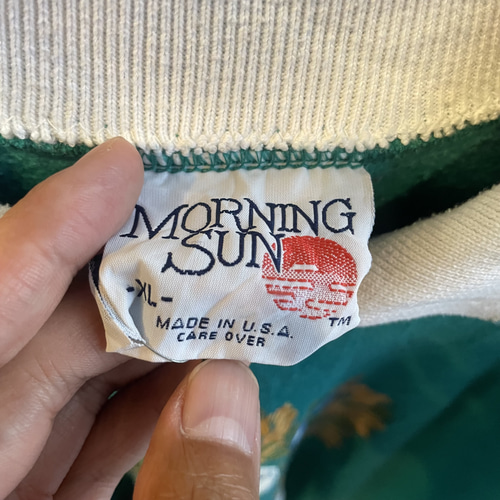 MORNING
SUN
-XL-
TM
MADE IN U.S.A.
CARE OVER